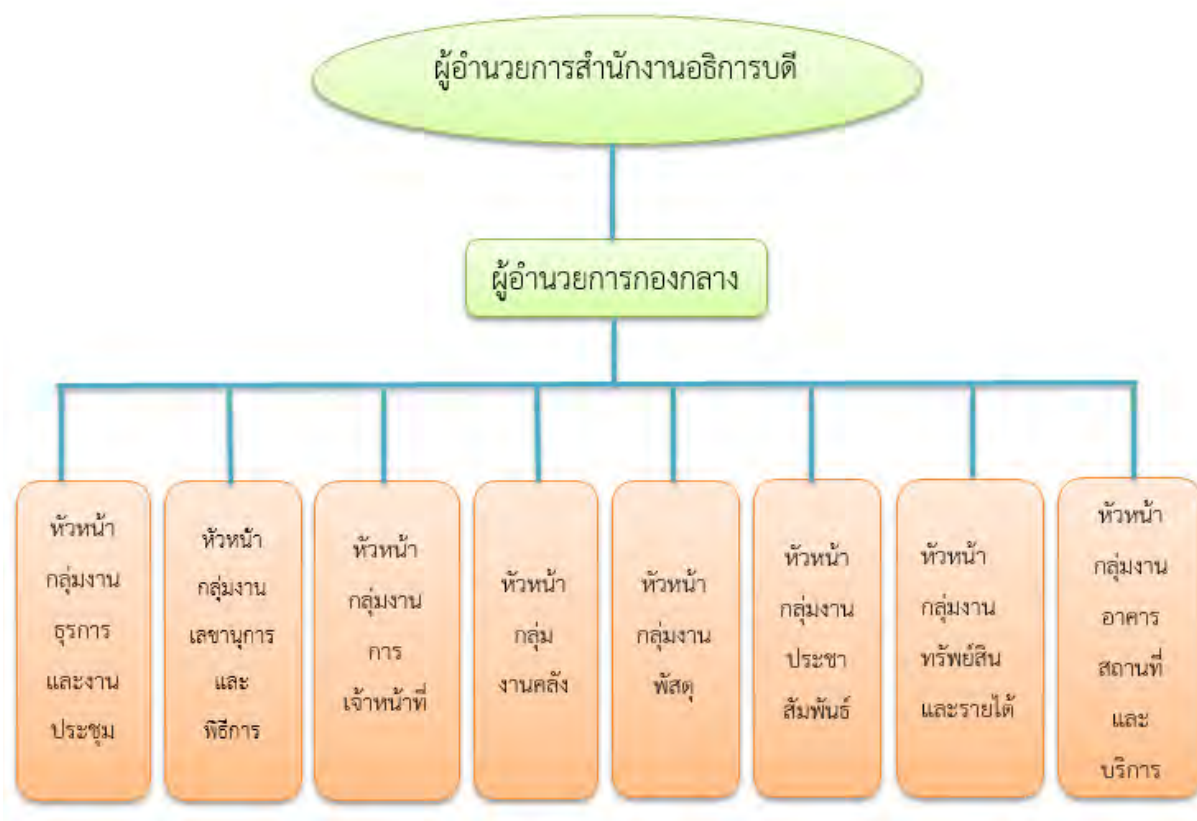 ผู้อำนวยการสำนักงานอธิการบดี
ผู้อำนวยการกองกลาง
หัวหน้า
กลุ่มงาน
ธุรการ
และงาน
ประชุม
หัวหน้า
กลุ่มงาน
เลขานุการ
และ
พิธีการ
หัวหน้า
กลุ่มงาน
การ
เจ้าหน้าที่
หัวหน้า
กลุ่ม
งานคลัง
หัวหน้า
กลุ่มงาน
พัสดุ
หัวหน้า
กลุ่มงาน
ประชา
สัมพันธ์
หัวหน้า
กลุ่มงาน
ทรัพย์สิน
และรายได้
หัวหน้า
กลุ่มงาน
อาคาร
สถานที่
และ
บริการ